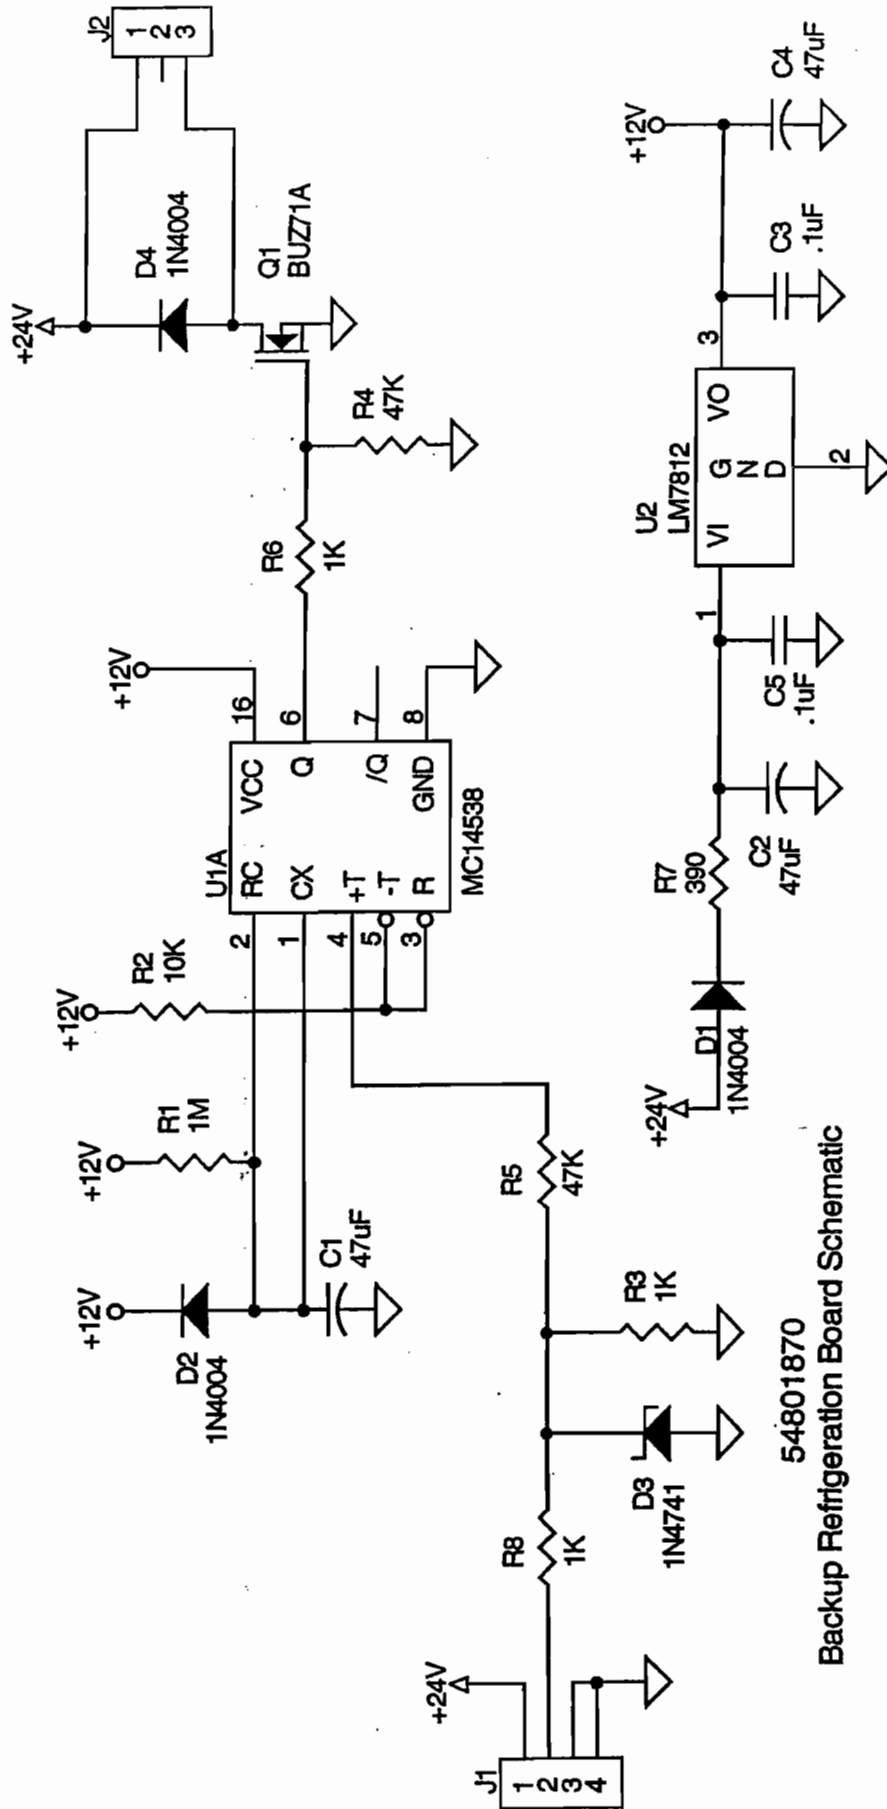 J2
1
2
3
+24V
D4
1N4004
Q1
BUZ71A
R4
47K
R6
1K
+12V
16
6
7
8
U1A
VCC
RC
Q
CX
/Q
+T
-T
GND
R
MC14538
2
1
4
5
3
+12V
R2
10K
+12V
R1
1M
+12V
D2
1N4004
C1
47uF
R5
47K
R3
1K
D3
1N4741
R8
1K
+24V
J1
1
2
3
4
+12V
C4
47uF
C3
.1uF
3
U2
LM7812
VI
VO
G
N
D
2
1
C5
.1uF
C2
47uF
R7
390
D1
1N4004
+24V
54801870
Backup Refrigeration Board Schematic